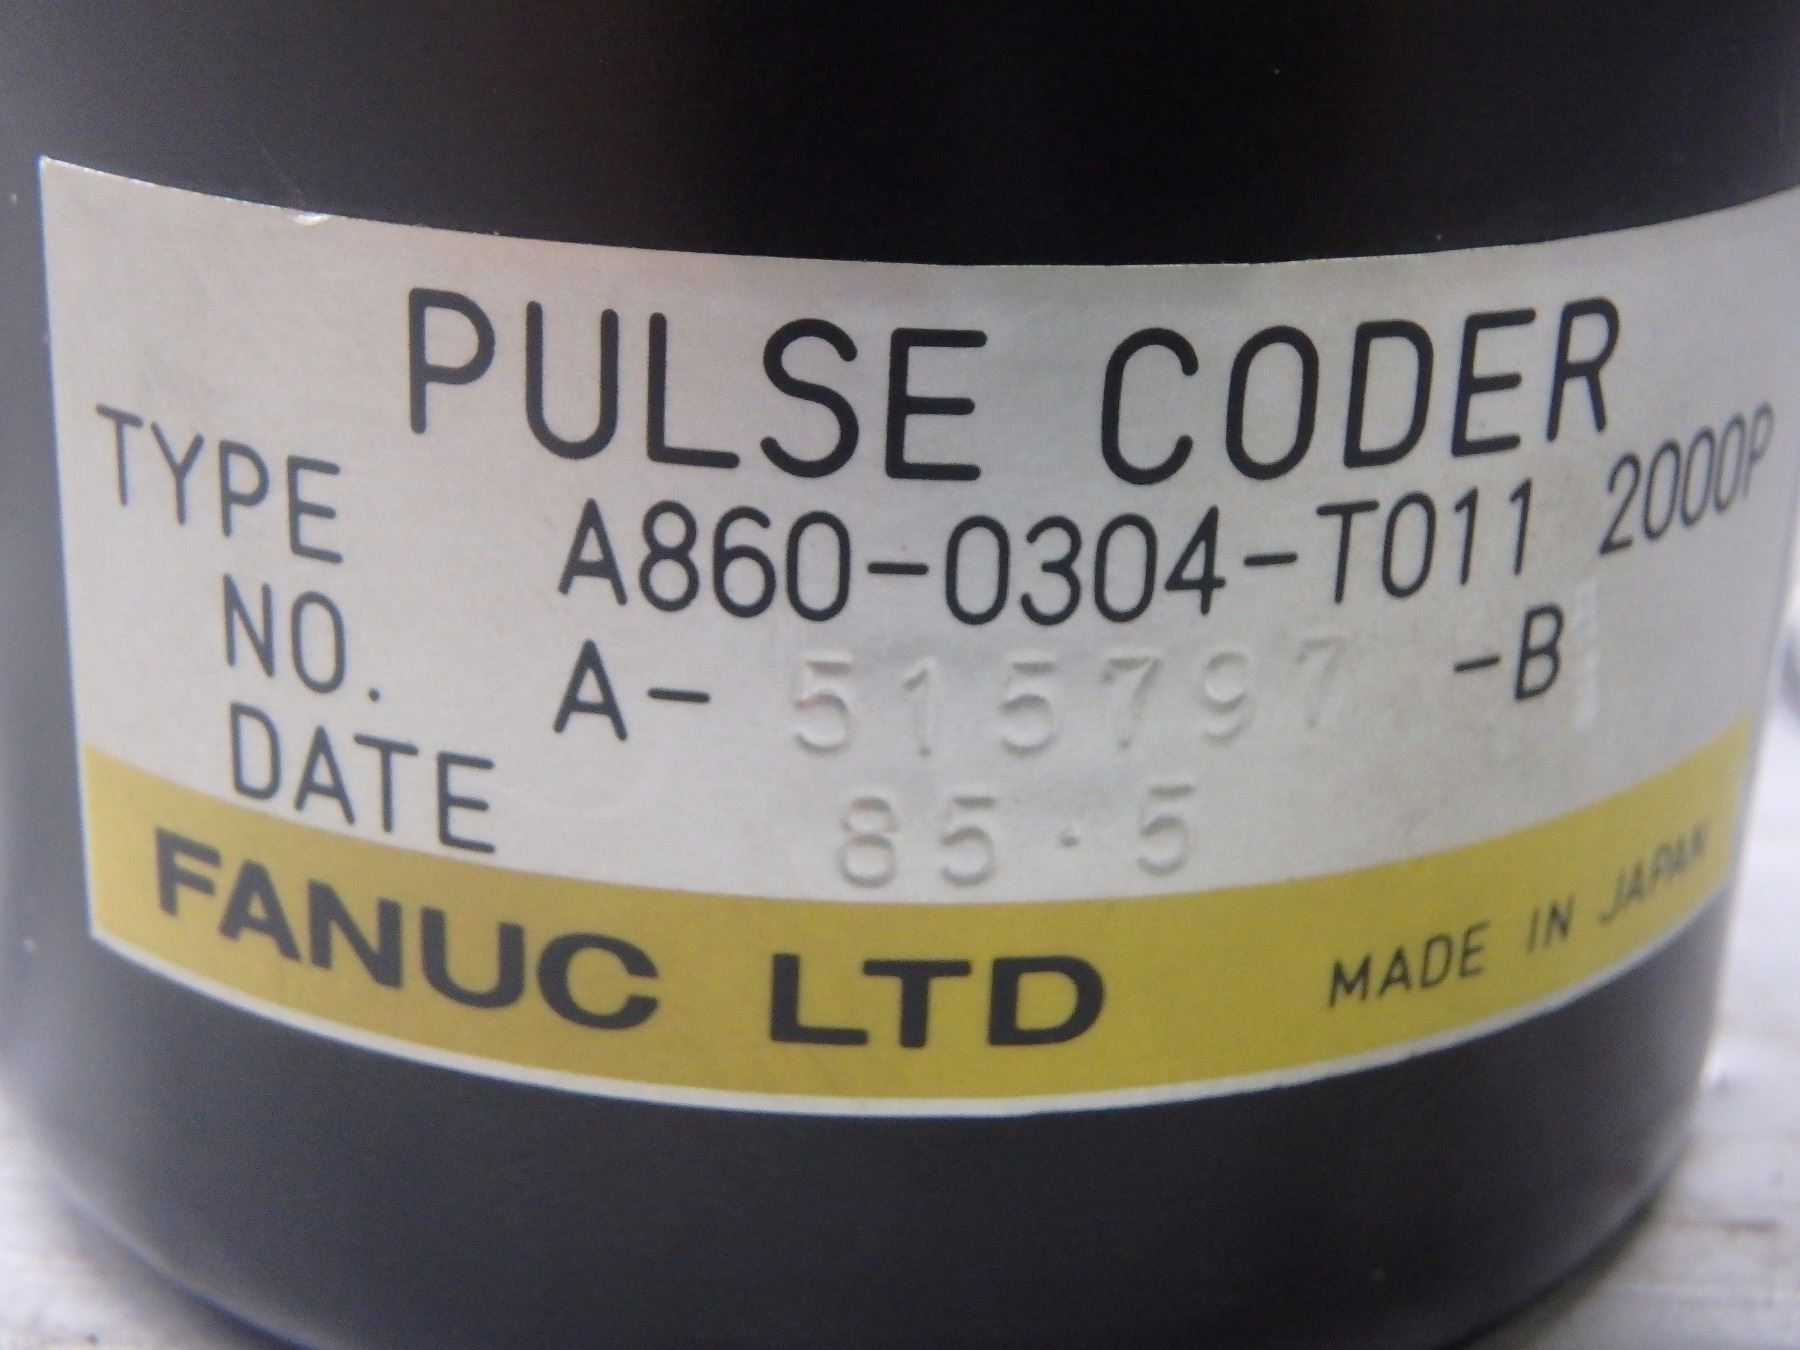 PULSE CODER
TYPE A860-0304-T011 2000P
NO. A- 515797 -B
DATE 85.5
FANUC LTD MADE IN JAPAN